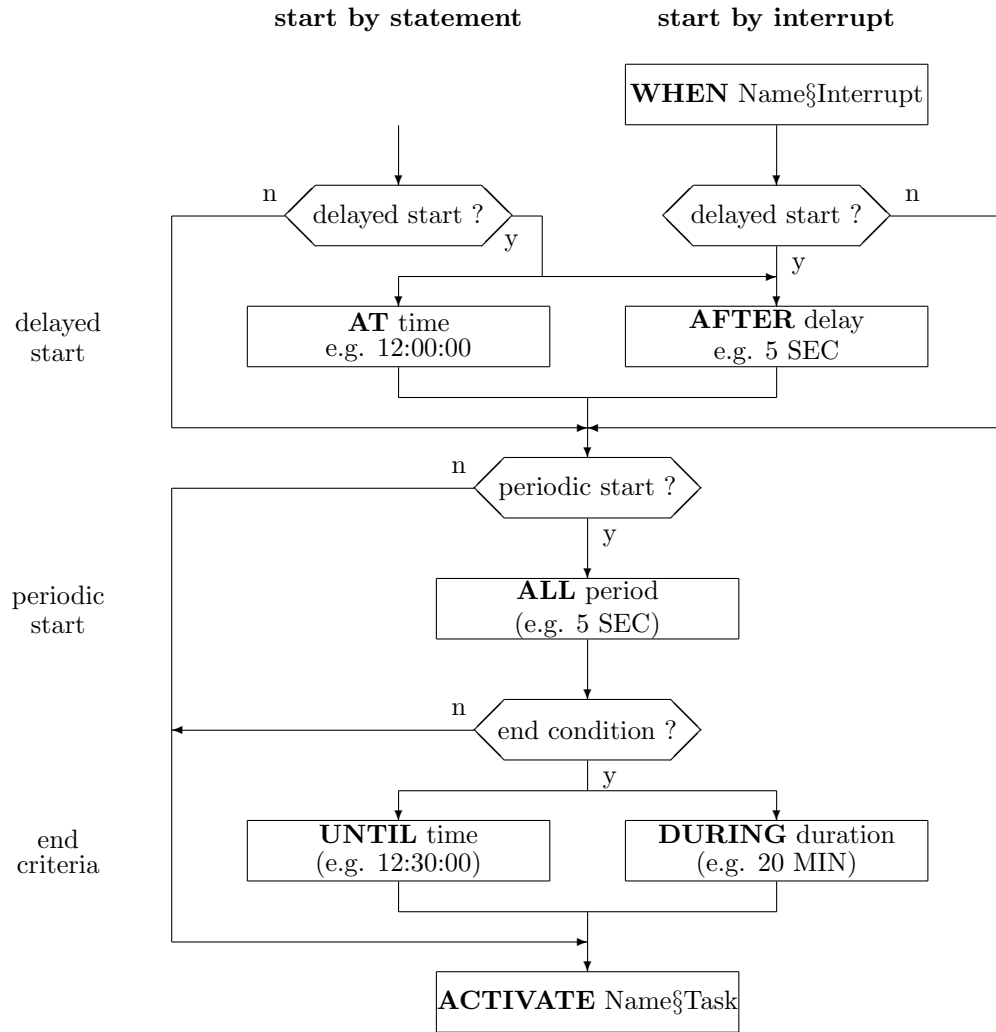 start by statement
start by interrupt
WHEN Name§Interrupt
n
delayed start ?
y
delayed start ?
n
y
delayed
start
AT time
e.g. 12:00:00
AFTER delay
e.g. 5 SEC
n
periodic start ?
y
periodic
start
ALL period
(e.g. 5 SEC)
n
end condition ?
y
end
criteria
UNTIL time
(e.g. 12:30:00)
DURING duration
(e.g. 20 MIN)
ACTIVATE Name§Task